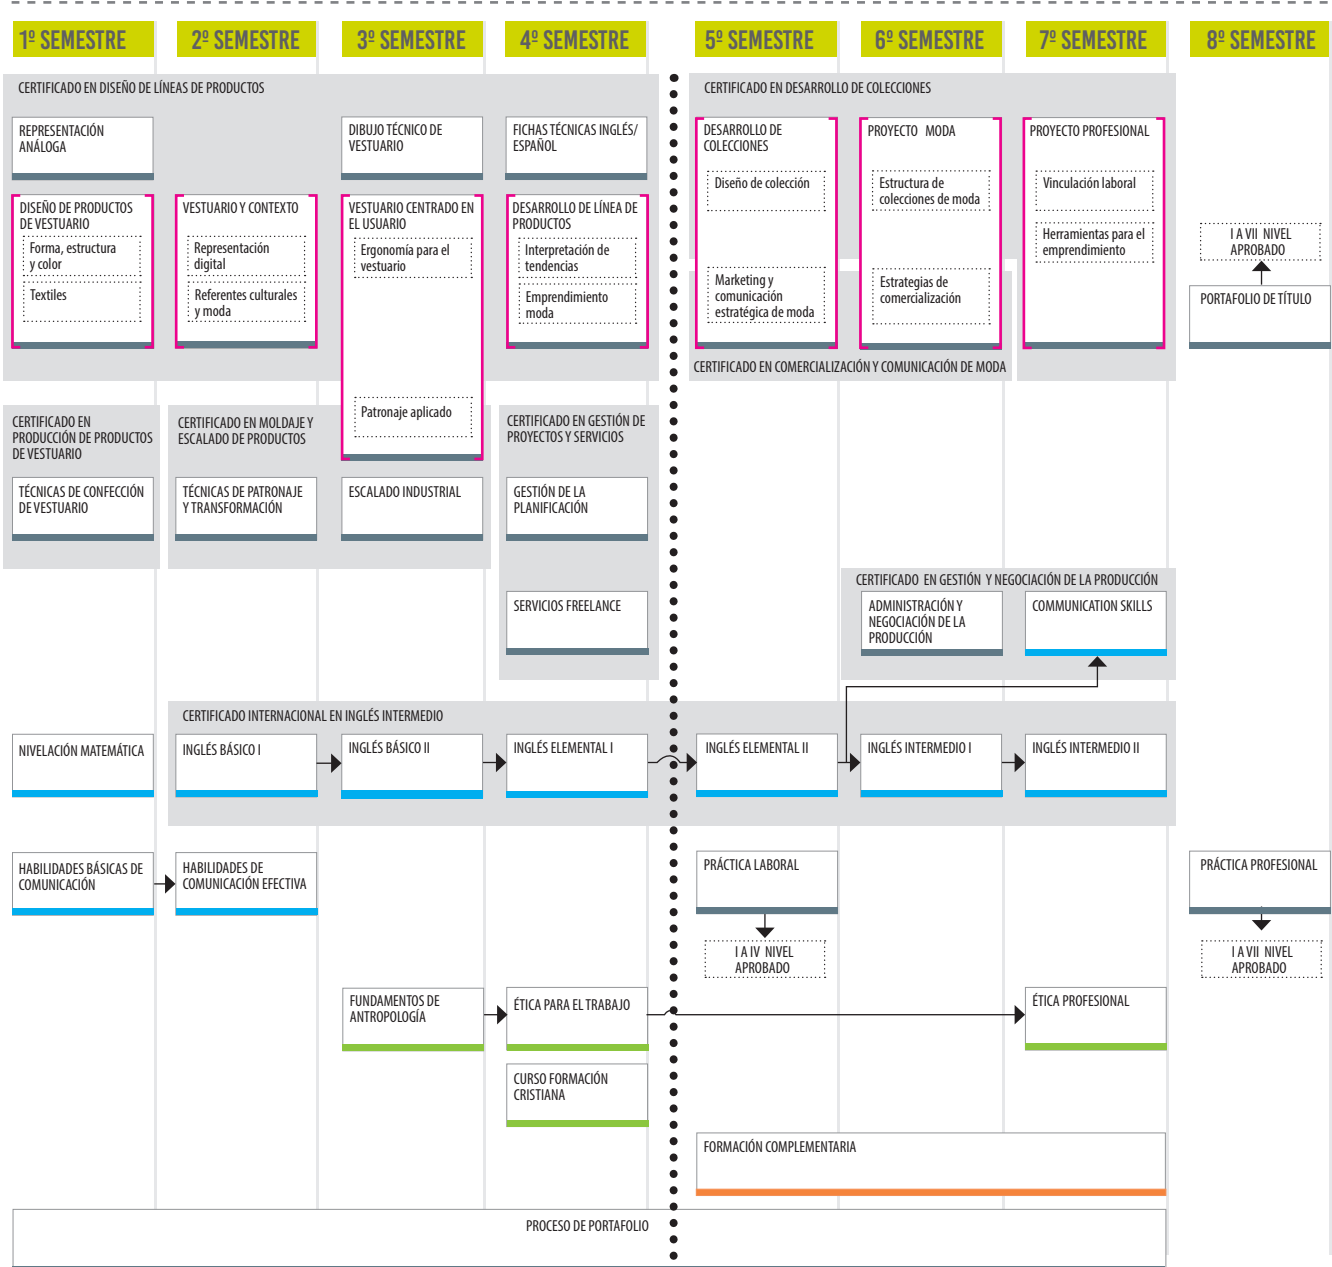 1º SEMESTRE
2º SEMESTRE
3º SEMESTRE
4º SEMESTRE
5º SEMESTRE
6º SEMESTRE
7º SEMESTRE
8º SEMESTRE
CERTIFICADO EN DISEÑO DE LÍNEAS DE PRODUCTOS
CERTIFICADO EN DESARROLLO DE COLECCIONES
REPRESENTACIÓN
ANÁLOGA
DIBUJO TÉCNICO DE
VESTUARIO
FICHAS TÉCNICAS INGLÉS/
ESPAÑOL
DESARROLLO DE
COLECCIONES
Diseño de colección
Marketing y
comunicación
estratégica de moda
PROYECTO MODA
Estructura de
colecciones de moda
Estrategias de
comercialización
PROYECTO PROFESIONAL
Vinculación laboral
Herramientas para el
emprendimiento
DISEÑO DE PRODUCTOS
DE VESTUARIO
Forma, estructura
y color
Textiles
VESTUARIO Y CONTEXTO
Representación
digital
Referentes culturales
y moda
VESTUARIO CENTRADO EN
EL USUARIO
Ergonomía para el
vestuario
Patronaje aplicado
DESARROLLO DE LÍNEA DE
PRODUCTOS
Interpretación de
tendencias
Emprendimiento
moda
I A VII NIVEL
APROBADO
PORTAFOLIO DE TÍTULO
CERTIFICADO EN COMERCIALIZACIÓN Y COMUNICACIÓN DE MODA
CERTIFICADO EN
PRODUCCIÓN DE PRODUCTOS
DE VESTUARIO
CERTIFICADO EN MOLDAJE Y
ESCALADO DE PRODUCTOS
CERTIFICADO EN GESTIÓN DE
PROYECTOS Y SERVICIOS
TÉCNICAS DE CONFECCIÓN
DE VESTUARIO
TÉCNICAS DE PATRONAJE
Y TRANSFORMACIÓN
ESCALADO INDUSTRIAL
GESTIÓN DE LA
PLANIFICACIÓN
SERVICIOS FREELANCE
CERTIFICADO EN GESTIÓN Y NEGOCIACIÓN DE LA PRODUCCIÓN
ADMINISTRACIÓN Y
NEGOCIACIÓN DE LA
PRODUCCIÓN
COMMUNICATION SKILLS
CERTIFICADO INTERNACIONAL EN INGLÉS INTERMEDIO
NIVELACIÓN MATEMÁTICA
INGLÉS BÁSICO I
INGLÉS BÁSICO II
INGLÉS ELEMENTAL I
INGLÉS ELEMENTAL II
INGLÉS INTERMEDIO I
INGLÉS INTERMEDIO II
HABILIDADES BÁSICAS DE
COMUNICACIÓN
HABILIDADES DE
COMUNICACIÓN EFECTIVA
PRÁCTICA LABORAL
I A IV NIVEL
APROBADO
PRÁCTICA PROFESIONAL
I A VII NIVEL
APROBADO
FUNDAMENTOS DE
ANTROPOLOGÍA
ÉTICA PARA EL TRABAJO
ÉTICA PROFESIONAL
CURSO FORMACIÓN
CRISTIANA
FORMACIÓN COMPLEMENTARIA
PROCESO DE PORTAFOLIO